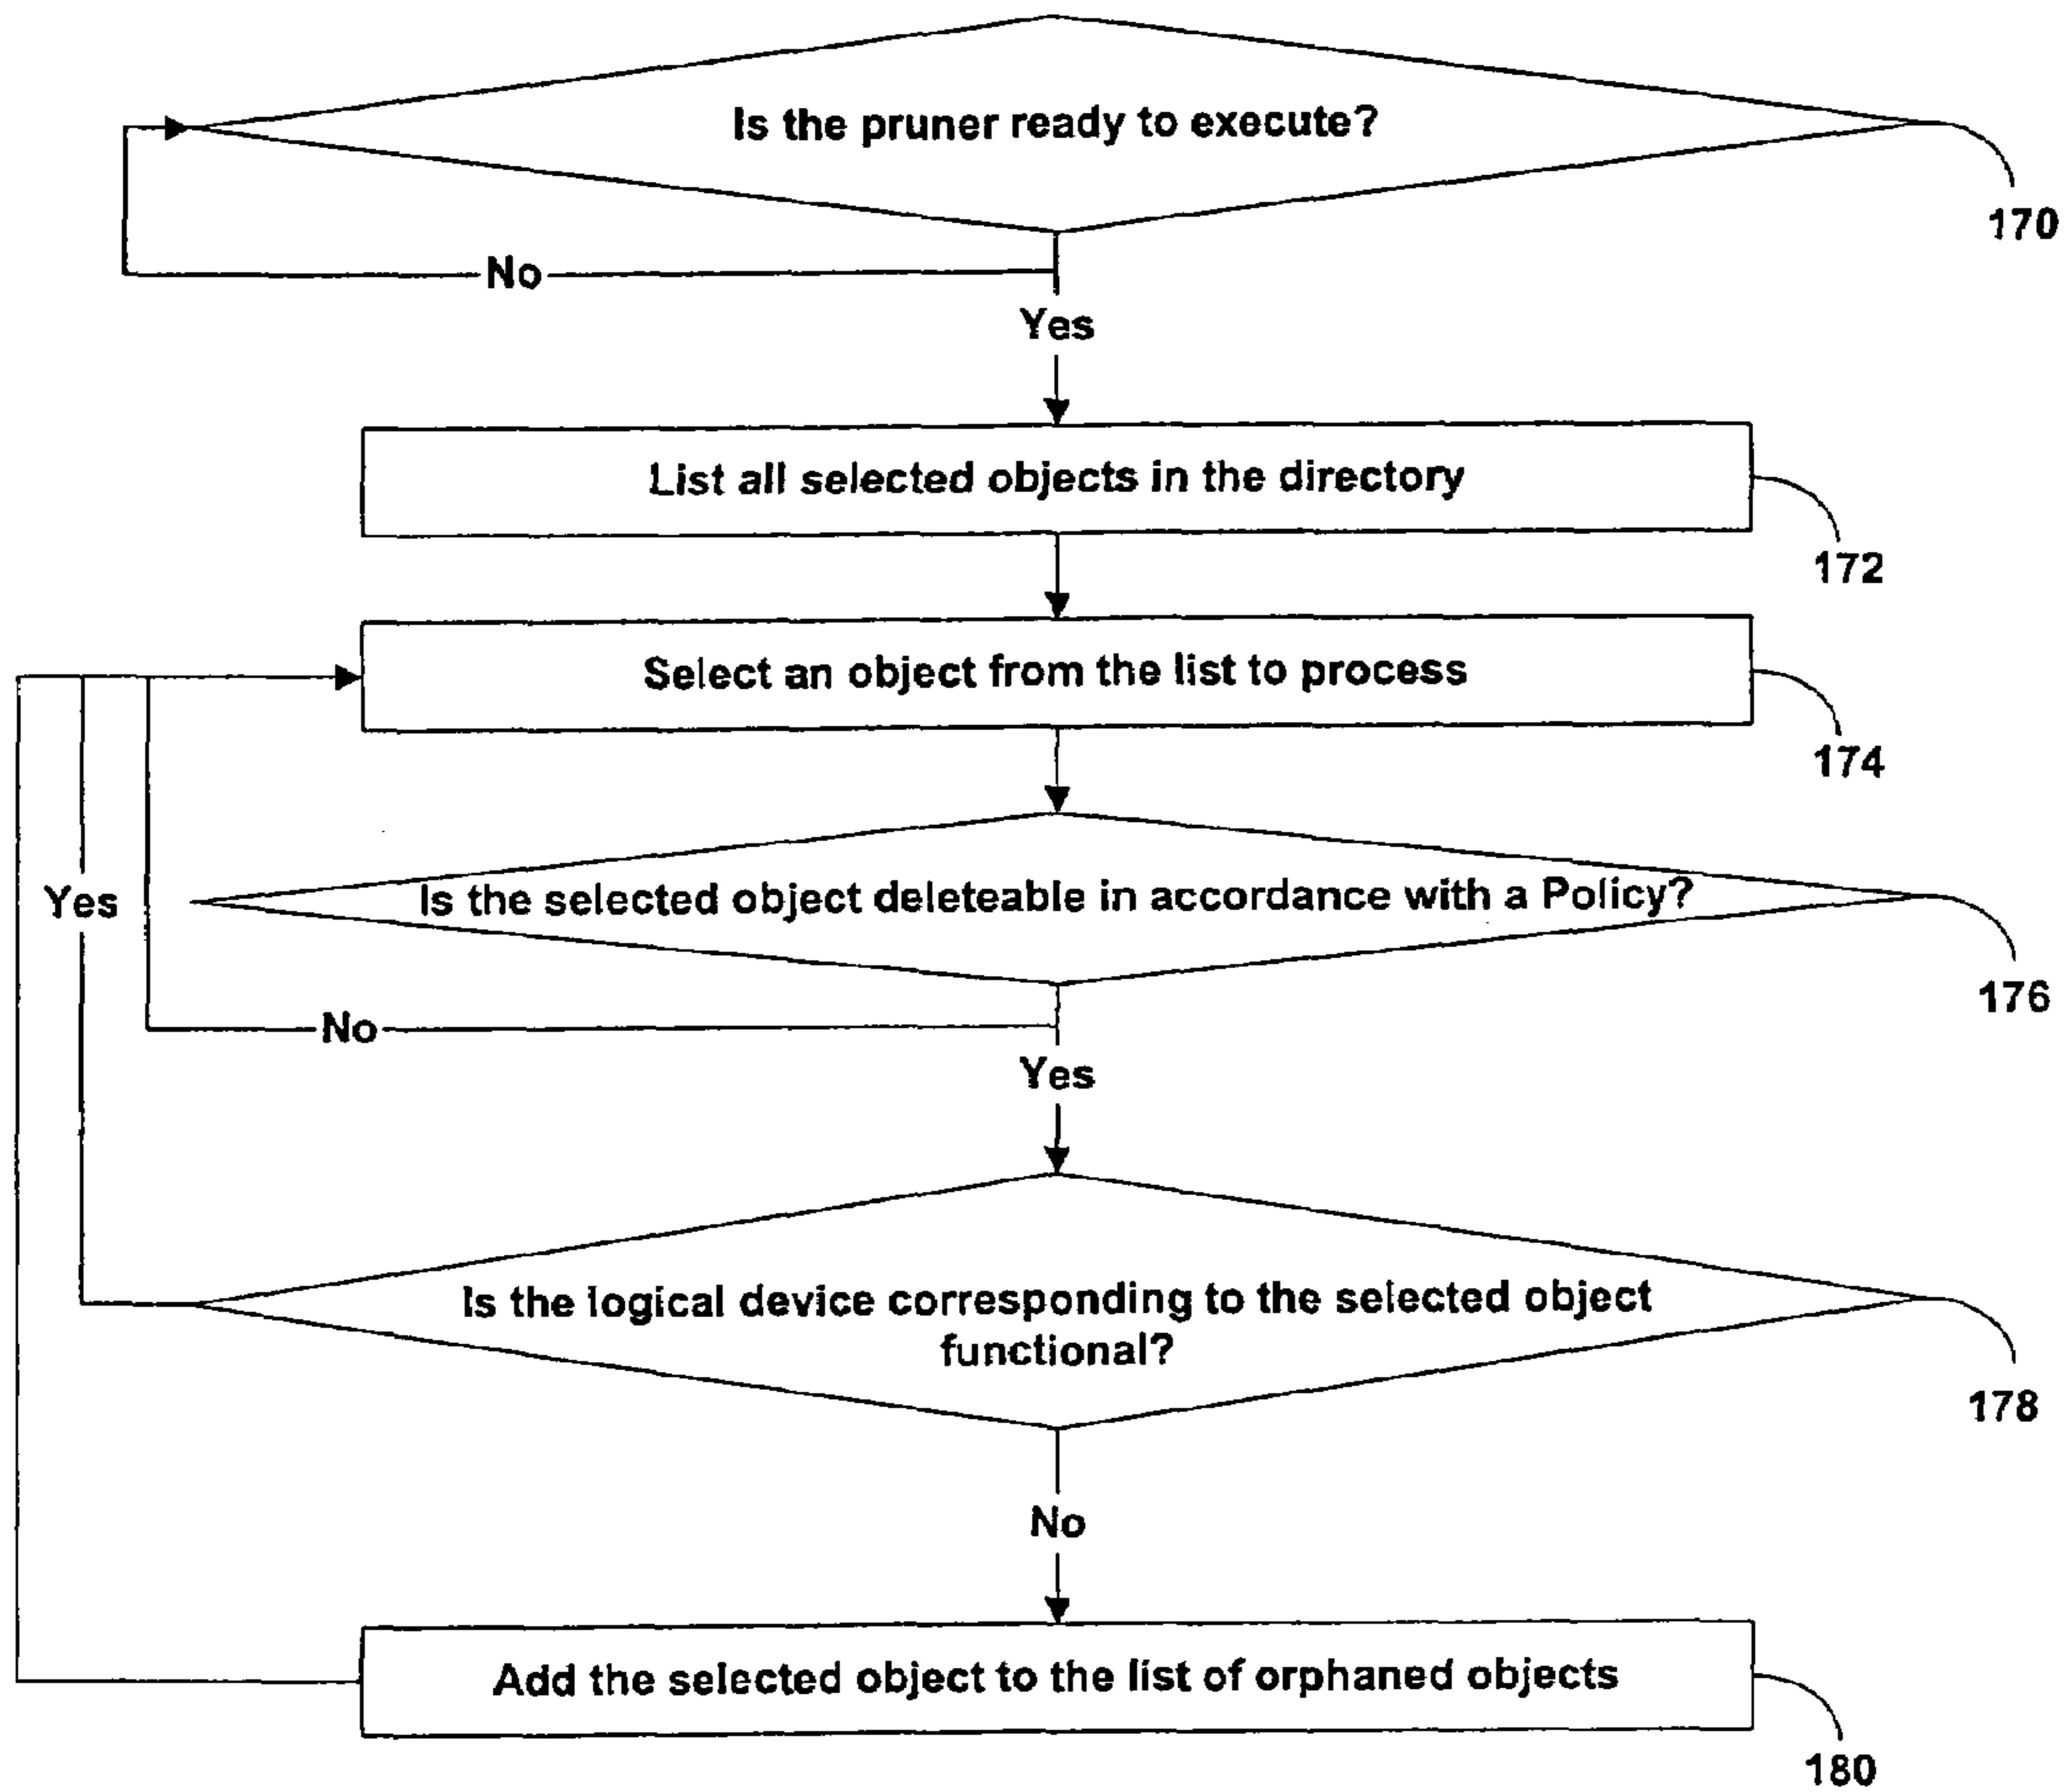 Is the pruner ready to execute?
170
No
Yes
List all selected objects in the directory
172
Select an object from the list to process
174
Yes
Is the selected object deleteable in accordance with a Policy?
176
No
Yes
Is the logical device corresponding to the selected object
functional?
178
No
Add the selected object to the list of orphaned objects
180